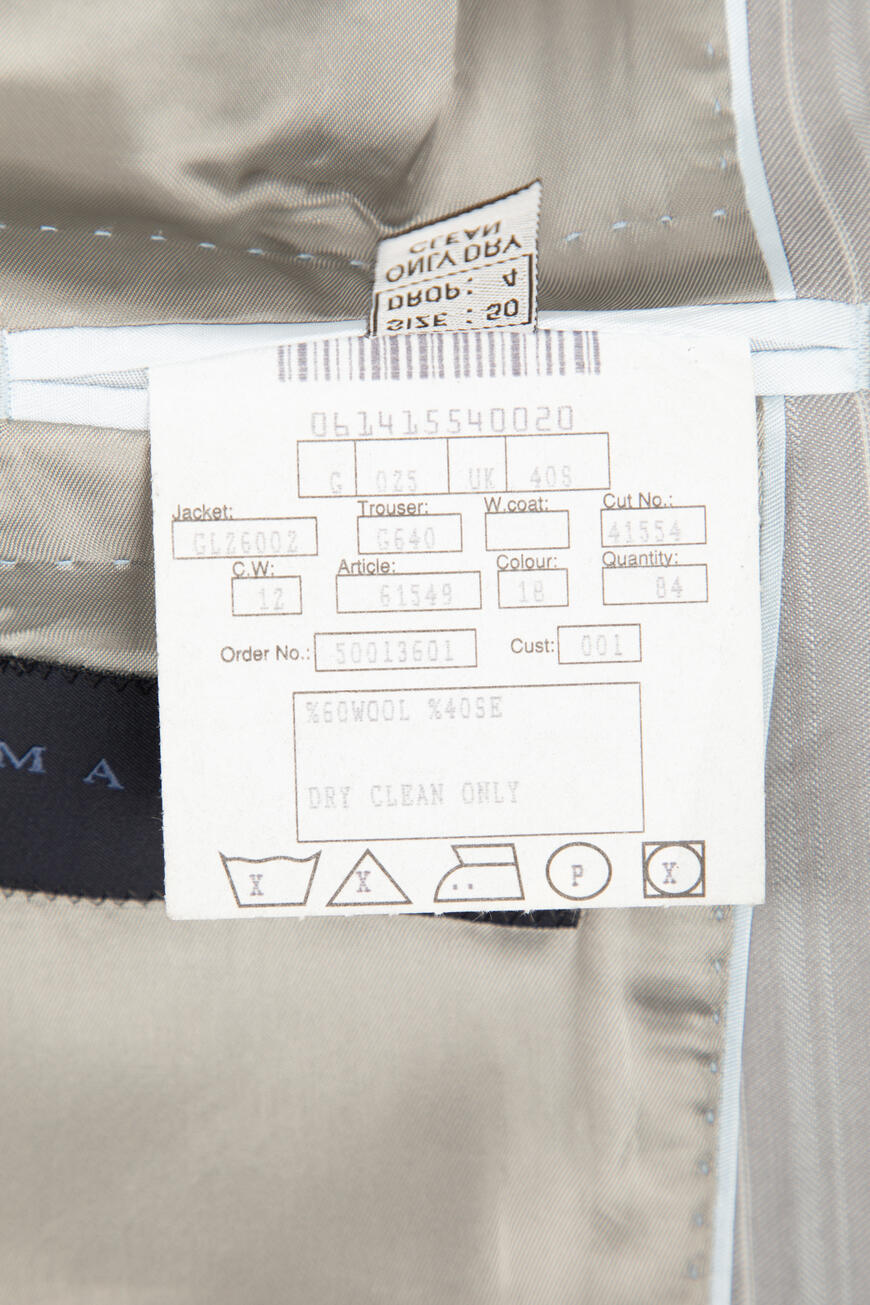 CLEAN
ONLY DRY
DROP: 4
SIZE : 50
061415540020
G 025 UK 40S
Jacket: Trouser: W.coat: Cut No.:
GL26002 G640 41554
C.W: Article: Colour: Quantity:
12 61549 18 84
Order No.: 50013601 Cust: 001
%60WOOL %40SE
DRY CLEAN ONLY
X X P X
M A